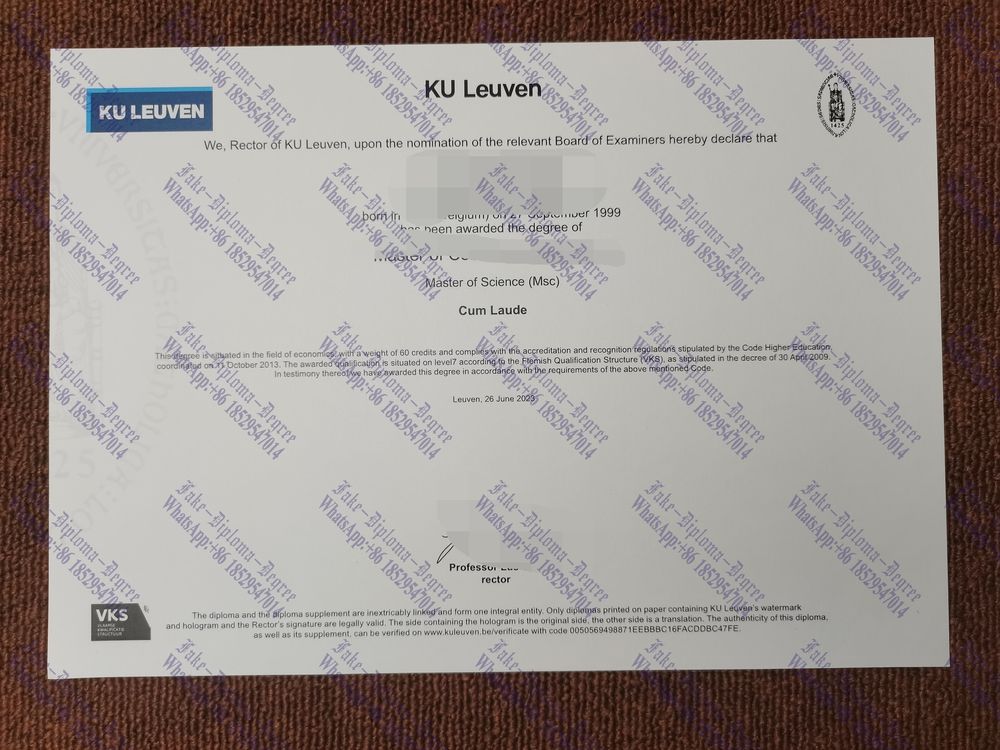 KU Leuven
KU LEUVEN
1425
We, Rector of KU Leuven, upon the nomination of the relevant Board of Examiners hereby declare that
born in September 1999
been awarded the degree of
Master of
Master of Science (Msc)
Cum Laude
This degree is situated in the field of economics, with a weight of 60 credits and complies with the accreditation and recognition regulations stipulated by the Code Higher Education,
coordinated on 11 October 2013. The awarded qualification is situated on level7 according to the Flemish Qualification Structure (VKS), as stipulated in the decree of 30 April 2009.
In testimony thereof we have awarded this degree in accordance with the requirements of the above mentioned Code.
Leuven, 26 June 2023
Professor
rector
VKS
VLAAMSE
KWALIFICATIE
STRUCTUUR
The diploma and the diploma supplement are inextricably linked and form one integral entity. Only diplomas printed on paper containing KU Leuven's watermark
and hologram and the Rector's signature are legally valid. The side containing the hologram is the original side, the other side is a translation. The authenticity of this diploma,
as well as its supplement, can be verified on www.kuleuven.be/verificate with code 0050569498871EEBBBC16FACDDBC47FE.
Fake-Diploma-Degree
WhatsApp:+86 18529547014